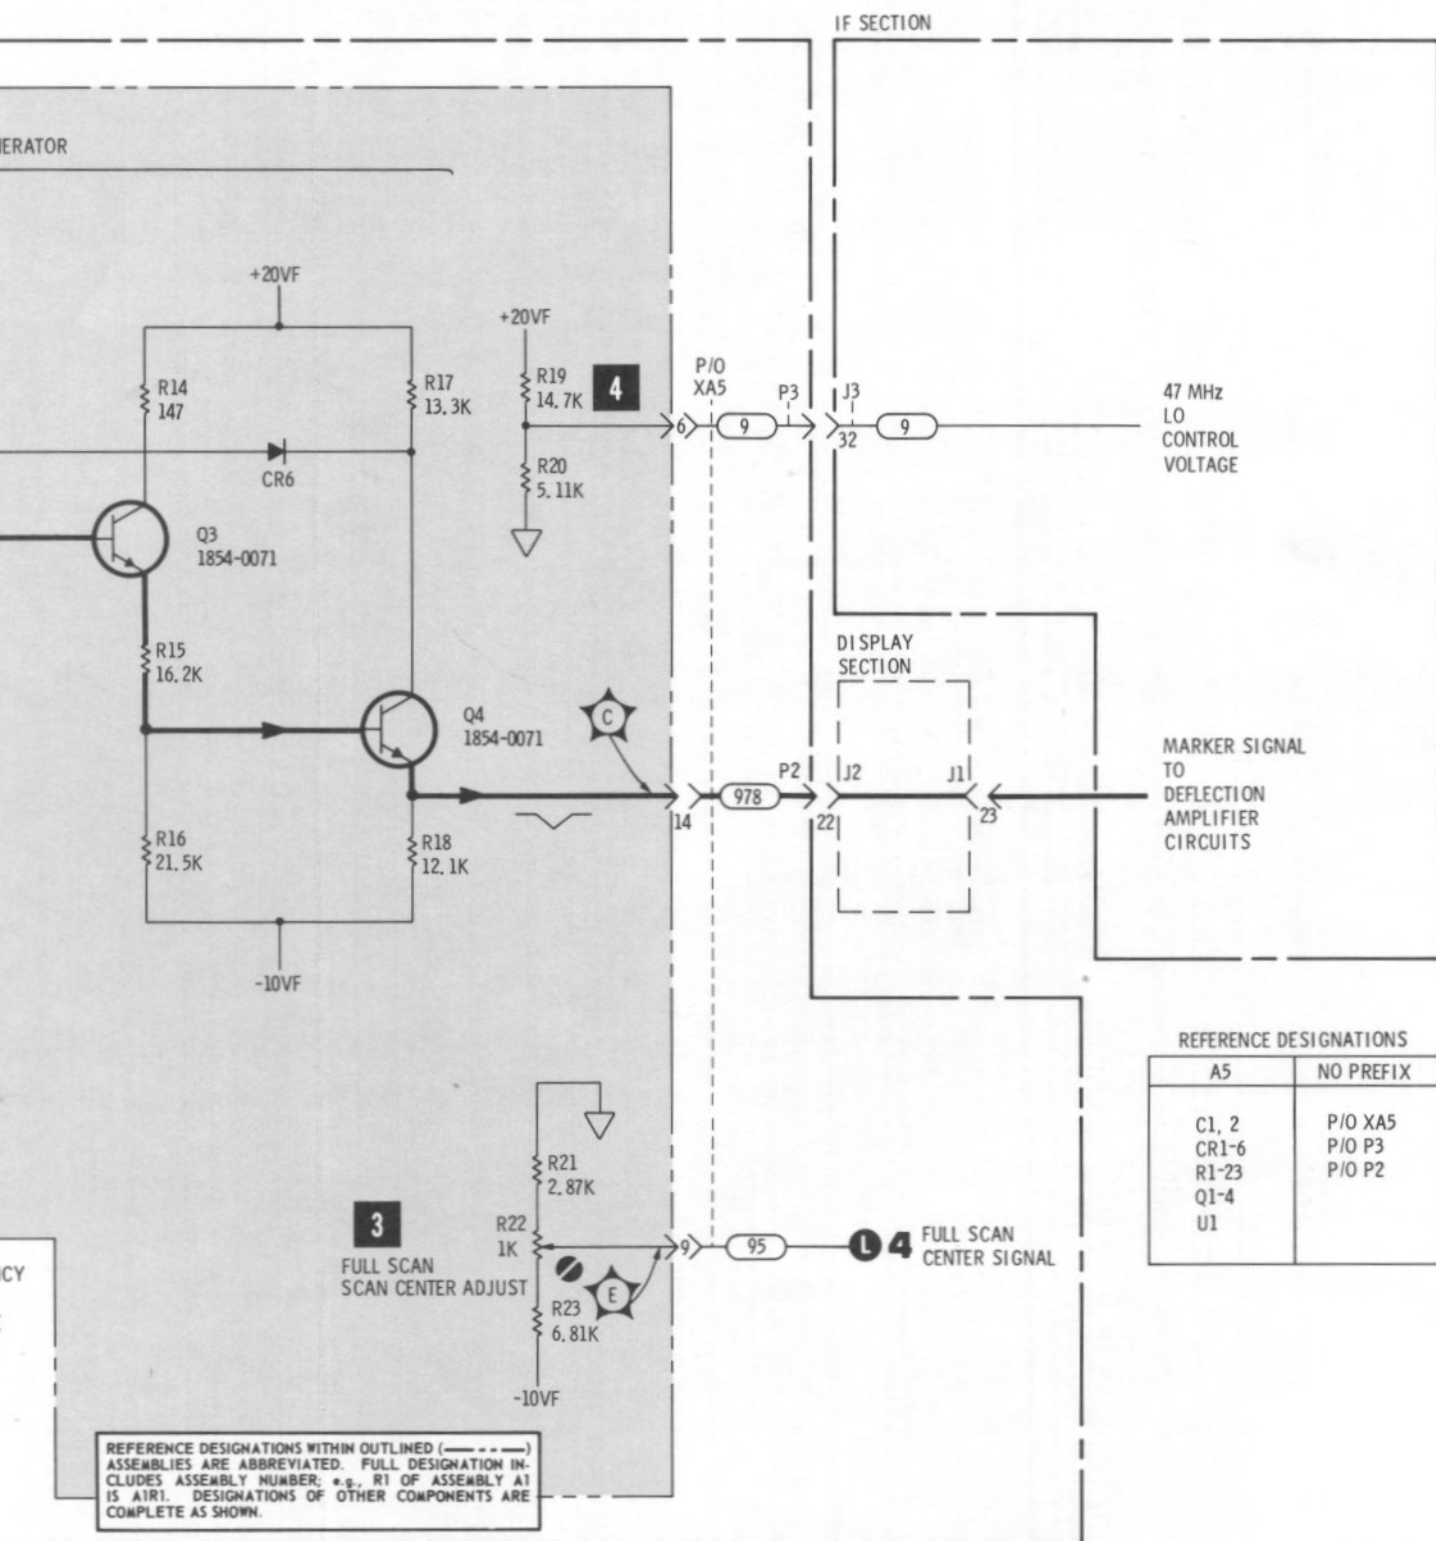 IF SECTION
ERATOR
+20VF
+20VF
R14
147
R17
13.3K
R19
14.7K
4
P/O
XA5
P3
J3
6
9
32
9
47 MHz
LO
CONTROL
VOLTAGE
CR6
R20
5.11K
Q3
1854-0071
R15
16.2K
DISPLAY
SECTION
Q4
1854-0071
C
P2
J2
J1
14
978
22
23
MARKER SIGNAL
TO
DEFLECTION
AMPLIFIER
CIRCUITS
R16
21.5K
R18
12.1K
-10VF
REFERENCE DESIGNATIONS
A5
NO PREFIX
C1, 2
P/O XA5
CR1-6
P/O P3
R1-23
P/O P2
Q1-4
U1
R21
2.87K
3
R22
1K
9
95
L 4
FULL SCAN
CENTER SIGNAL
FULL SCAN
SCAN CENTER ADJUST
E
R23
6.81K
-10VF
NCY
REFERENCE DESIGNATIONS WITHIN OUTLINED (—--—)
ASSEMBLIES ARE ABBREVIATED. FULL DESIGNATION IN-
CLUDES ASSEMBLY NUMBER; e.g., R1 OF ASSEMBLY A1
IS A1R1. DESIGNATIONS OF OTHER COMPONENTS ARE
COMPLETE AS SHOWN.